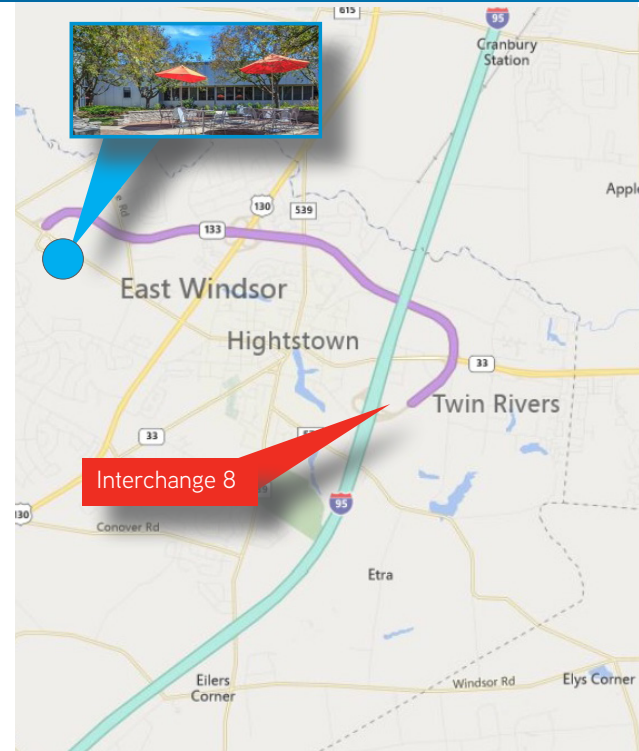 615
95
Cranbury
Station
130
539
133
East Windsor
Hightstown
33
Twin Rivers
33
Interchange 8
95
130
Conover Rd
Etra
Eilers
Corner
Windsor Rd
Elys Corner